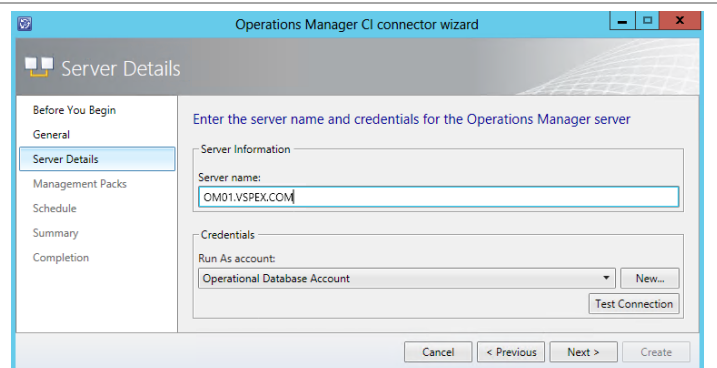 Operations Manager CI connector wizard
Server Details
Before You Begin
General
Server Details
Management Packs
Schedule
Summary
Completion
Enter the server name and credentials for the Operations Manager server
Server Information
Server name:
OM01.VSPEX.COM
Credentials
Run As account:
Operational Database Account
New...
Test Connection
Cancel
< Previous
Next >
Create